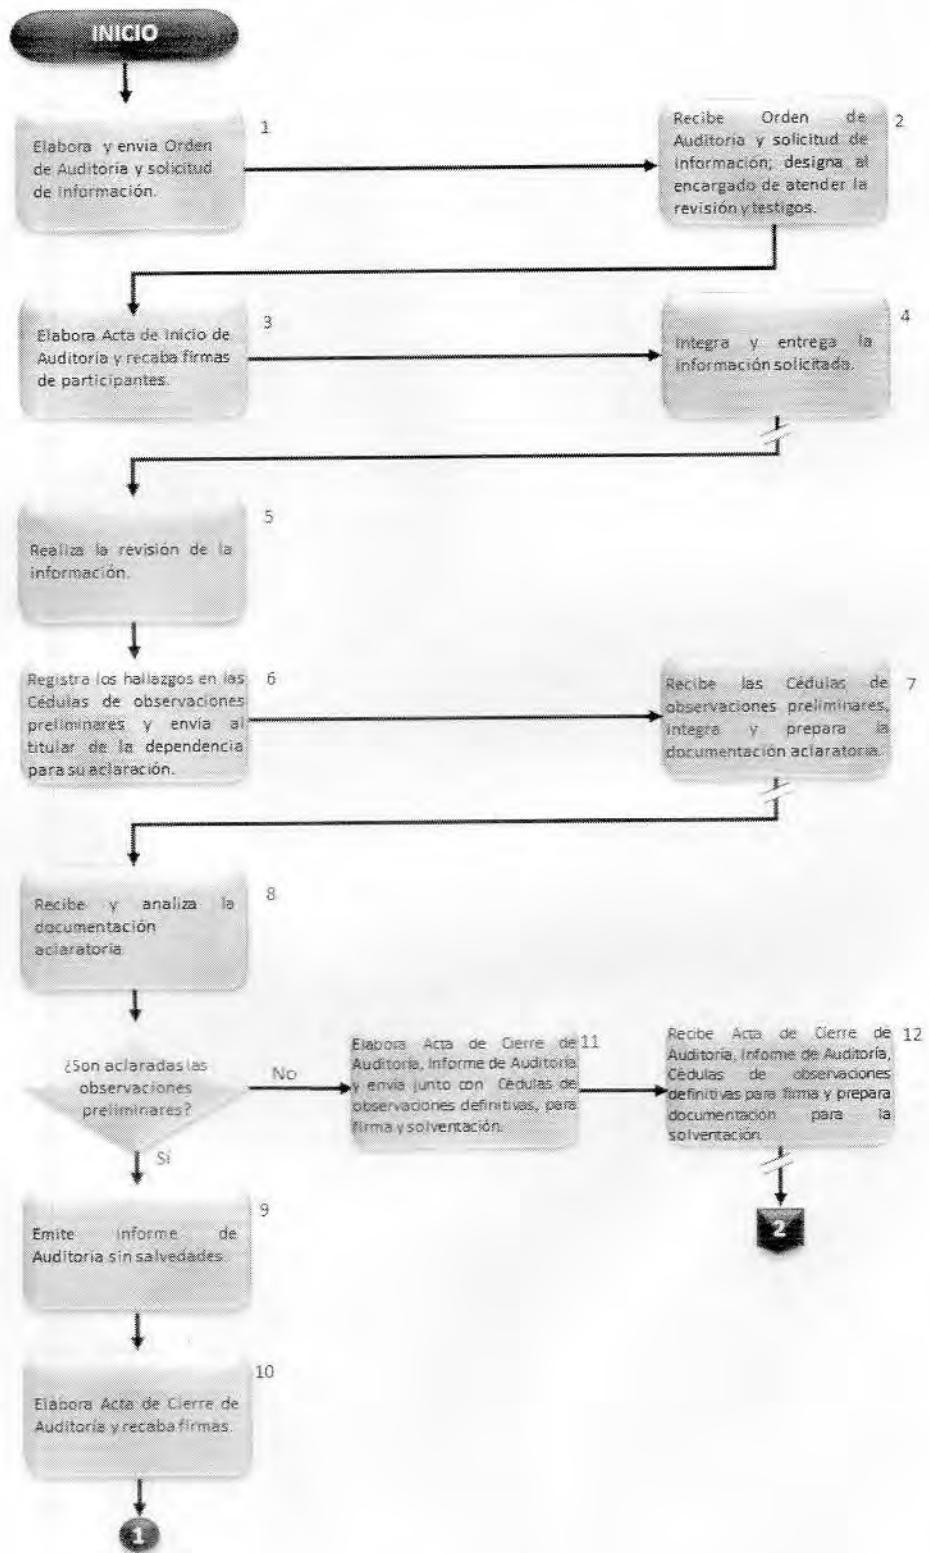 INICIO
1
Elabora y envia Orden
de Auditoría y solicitud
de información.
Recibe Orden de
Auditoría y solicitud de
información; designa al
encargado de atender la
revisión y testigos.
2
3
Elabora Acta de Inicio de
Auditoría y recaba firmas
de participantes.
4
Integra y entrega la
información solicitada.
5
Realiza la revisión de la
información.
Registra los hallazgos en las
Cédulas de observaciones
preliminares y envia al
titular de la dependencia
para su aclaración.
6
Recibe las Cédulas de
observaciones preliminares,
integra y prepara la
documentación aclaratoria.
7
8
Recibe y analiza la
documentación
aclaratoria.
¿Son aclaradas las
observaciones
preliminares?
No
Sí
Elabora Acta de Cierre de
Auditoría, Informe de Auditoría
y envia junto con Cédulas de
observaciones definitivas, para
firma y solventación.
11
Recibe Acta de Cierre de
Auditoría, Informe de Auditoría,
Cédulas de observaciones
definitivas para firma y prepara
documentación para la
solventación.
12
2
9
Emite informe de
Auditoría sin salvedades.
10
Elabora Acta de Cierre de
Auditoría y recaba firmas.
1